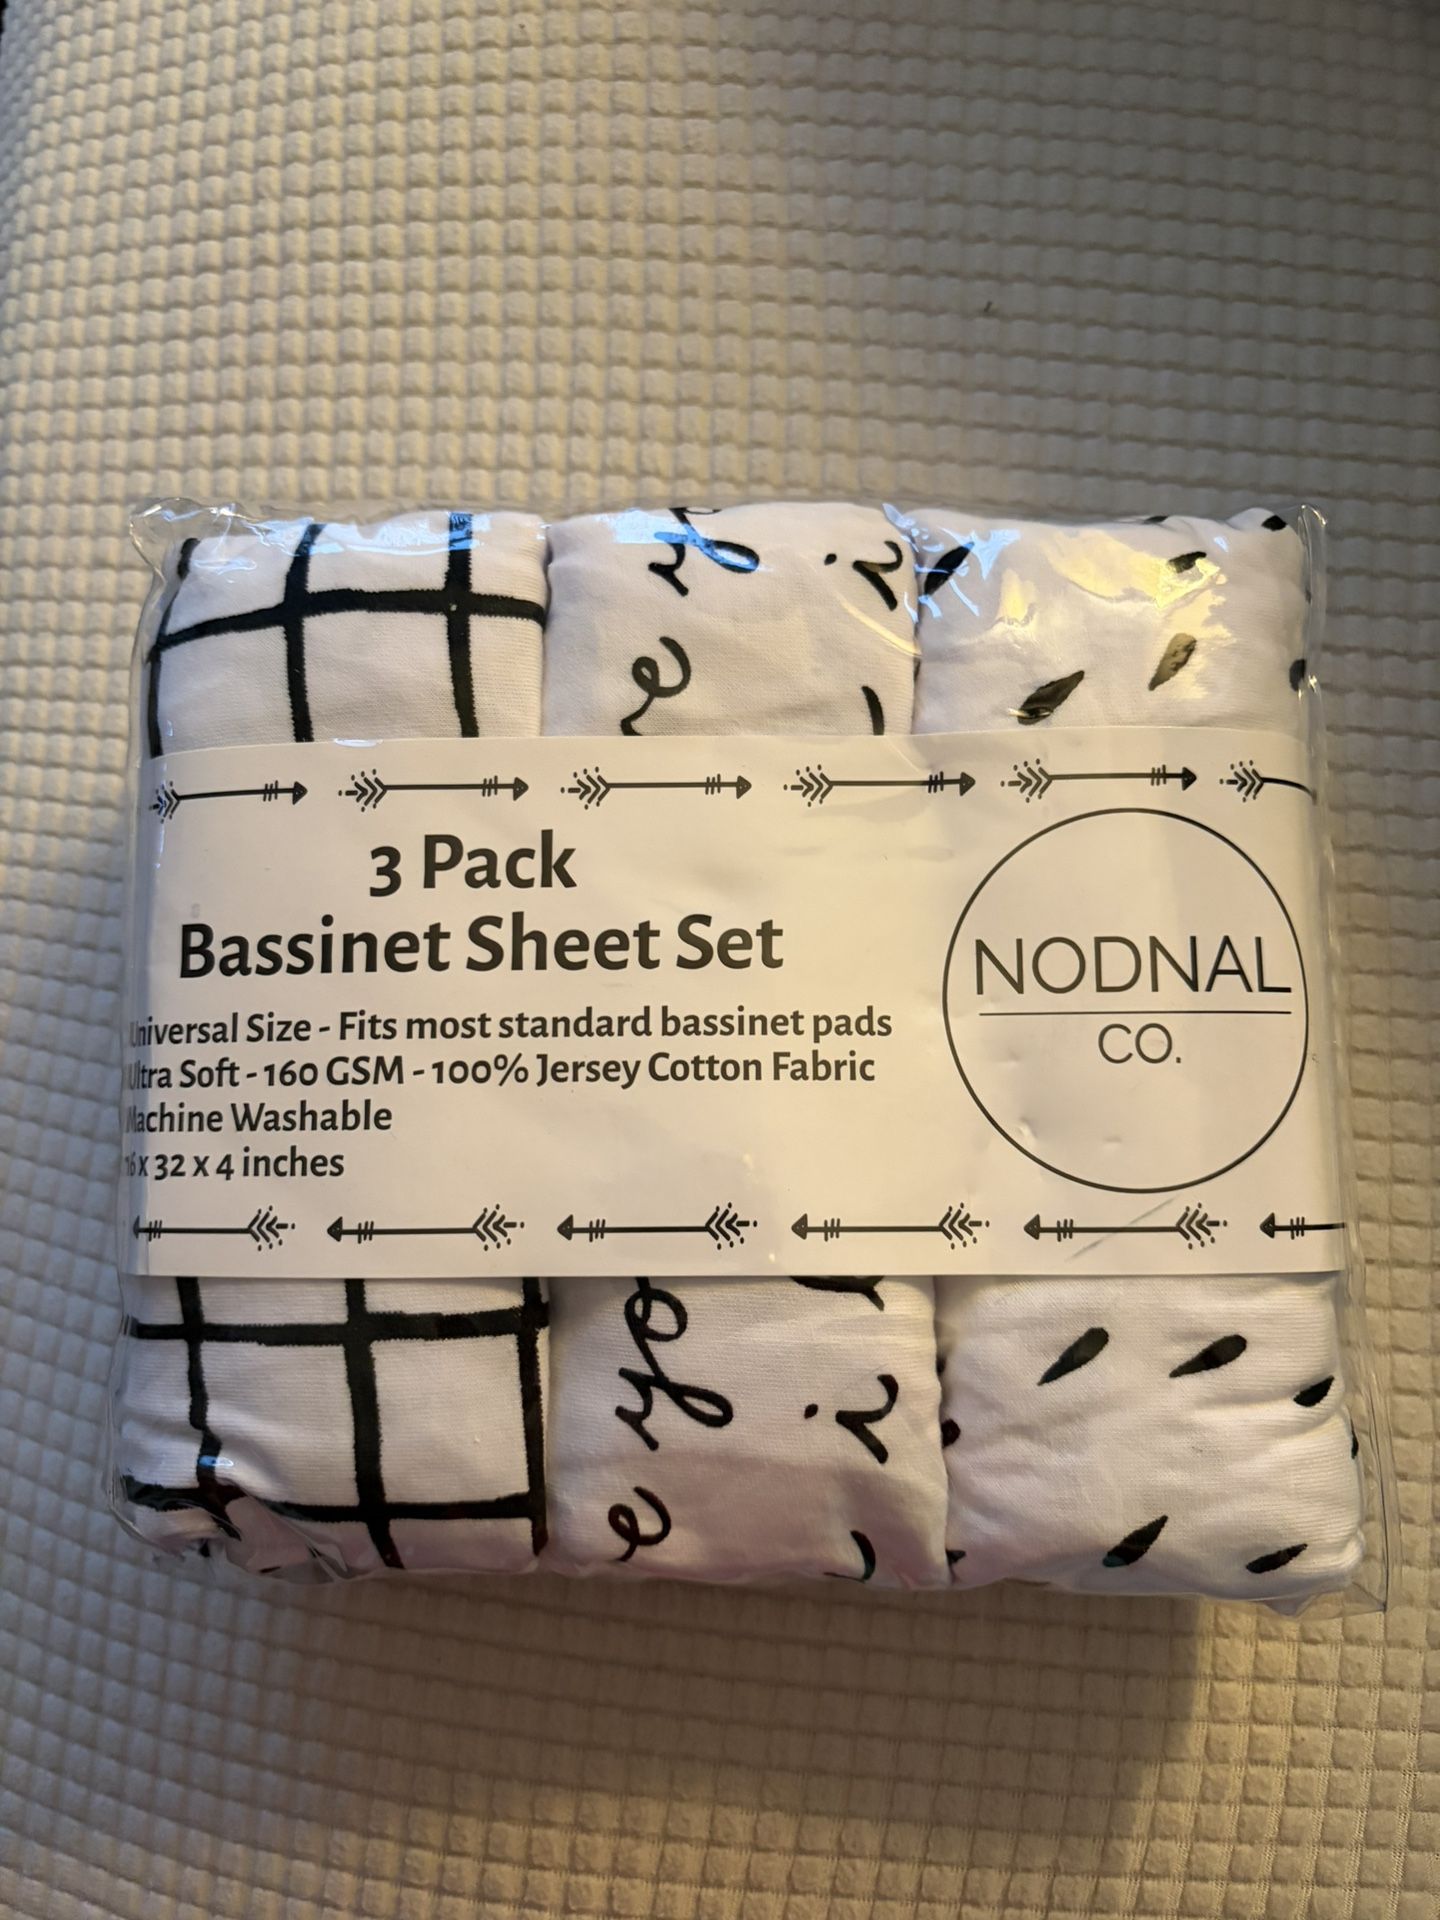 3 Pack
Bassinet Sheet Set
Universal Size - Fits most standard bassinet pads
Ultra Soft - 160 GSM - 100% Jersey Cotton Fabric
Machine Washable
16 x 32 x 4 inches
NODNAL
CO.